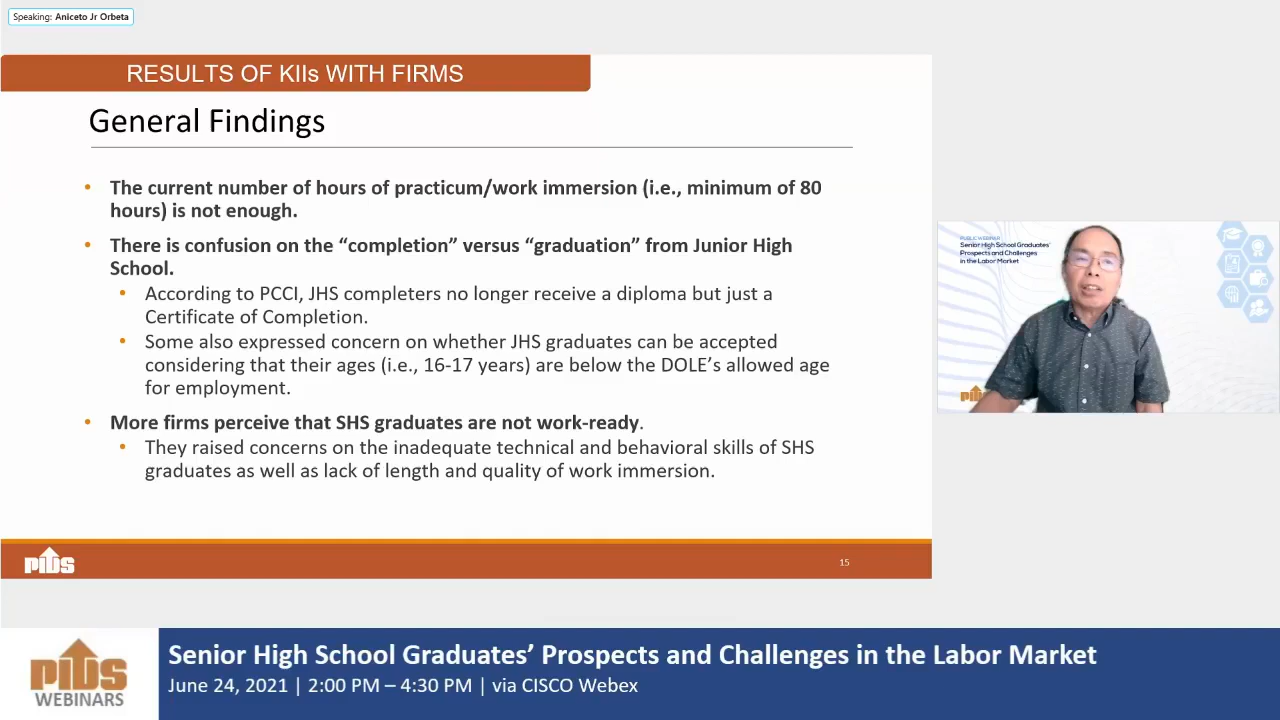 Speaking: Aniceto Jr Orbeta
RESULTS OF KIIs WITH FIRMS
General Findings
• The current number of hours of practicum/work immersion (i.e., minimum of 80
hours) is not enough.
• There is confusion on the “completion” versus “graduation” from Junior High
School.
• According to PCCI, JHS completers no longer receive a diploma but just a
Certificate of Completion.
• Some also expressed concern on whether JHS graduates can be accepted
considering that their ages (i.e., 16-17 years) are below the DOLE’s allowed age
for employment.
• More firms perceive that SHS graduates are not work-ready.
• They raised concerns on the inadequate technical and behavioral skills of SHS
graduates as well as lack of length and quality of work immersion.
PIDS
15
PUBLIC WEBINAR
Senior High School Graduates’
Prospects and Challenges
in the Labor Market
PIDS
PIDS
WEBINARS
Senior High School Graduates’ Prospects and Challenges in the Labor Market
June 24, 2021 | 2:00 PM – 4:30 PM | via CISCO Webex